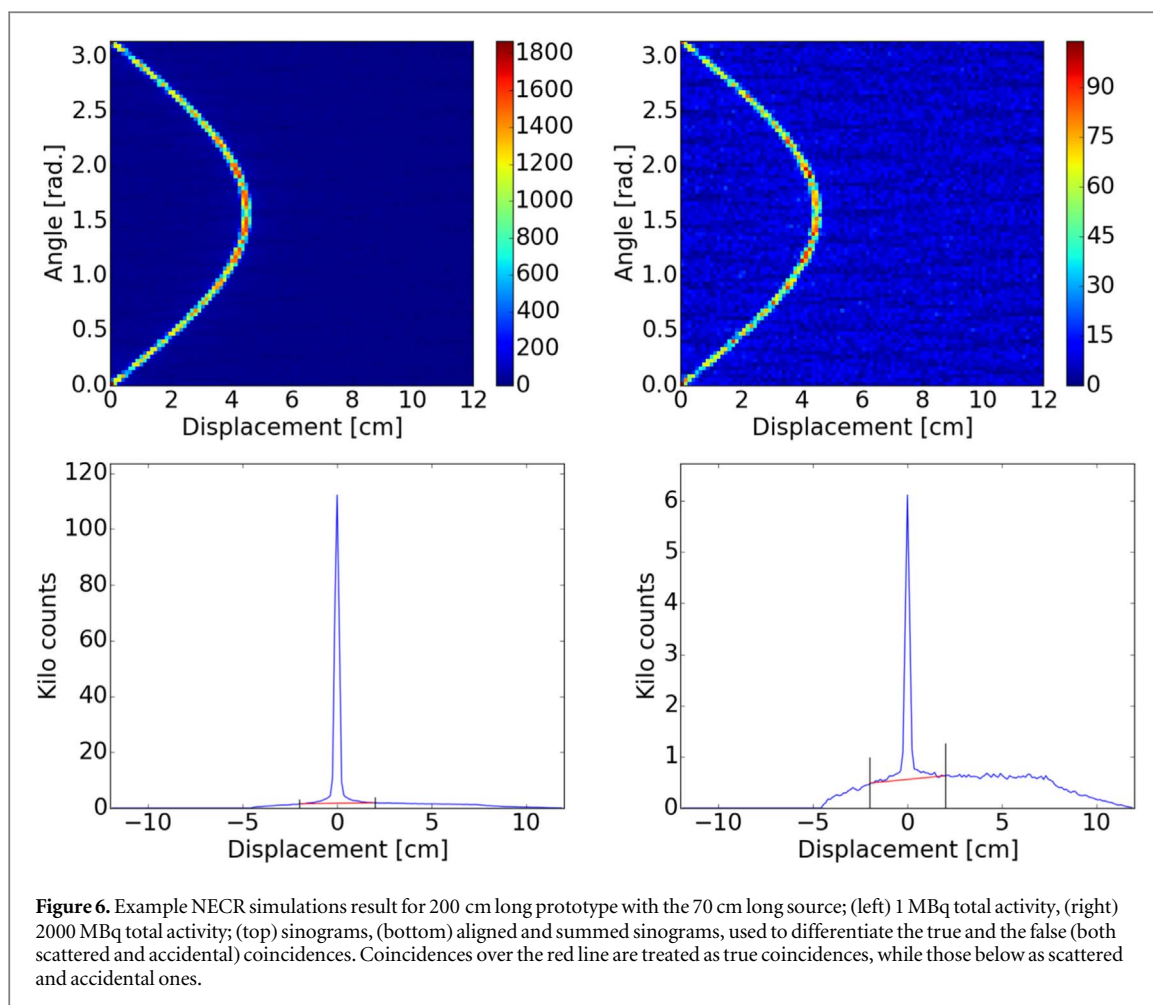 3.0
2.5
2.0
1.5
1.0
0.5
0.0
Angle [rad.]
0 2 4 6 8 10 12
Displacement [cm]
1800
1600
1400
1200
1000
800
600
400
200
0
3.0
2.5
2.0
1.5
1.0
0.5
0.0
Angle [rad.]
0 2 4 6 8 10 12
Displacement [cm]
90
75
60
45
30
15
0
120
100
80
60
40
20
0
Kilo counts
−10 −5 0 5 10
Displacement [cm]
6
5
4
3
2
1
0
Kilo counts
−10 −5 0 5 10
Displacement [cm]
Figure 6. Example NECR simulations result for 200 cm long prototype with the 70 cm long source; (left) 1 MBq total activity, (right)
2000 MBq total activity; (top) sinograms, (bottom) aligned and summed sinograms, used to differentiate the true and the false (both
scattered and accidental) coincidences. Coincidences over the red line are treated as true coincidences, while those below as scattered
and accidental ones.